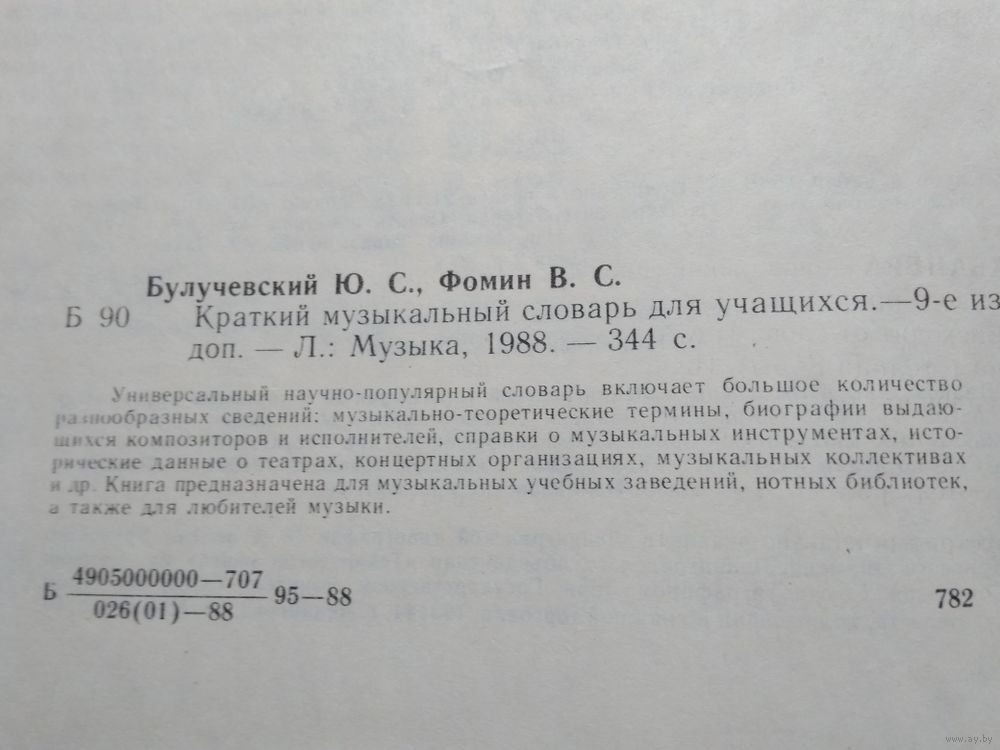 Булучевский Ю. С., Фомин В. С.
Б 90 Краткий музыкальный словарь для учащихся.—9-е из
доп. — Л.: Музыка, 1988. — 344 с.
Универсальный научно-популярный словарь включает большое количество
разнообразных сведений: музыкально-теоретические термины, биографии выдаю-
щихся композиторов и исполнителей, справки о музыкальных инструментах, исто-
рические данные о театрах, концертных организациях, музыкальных коллективах
и др. Книга предназначена для музыкальных учебных заведений, нотных библиотек,
а также для любителей музыки.
Б 4905000000—707
026(01)—88 95—88 782
www.ay.by